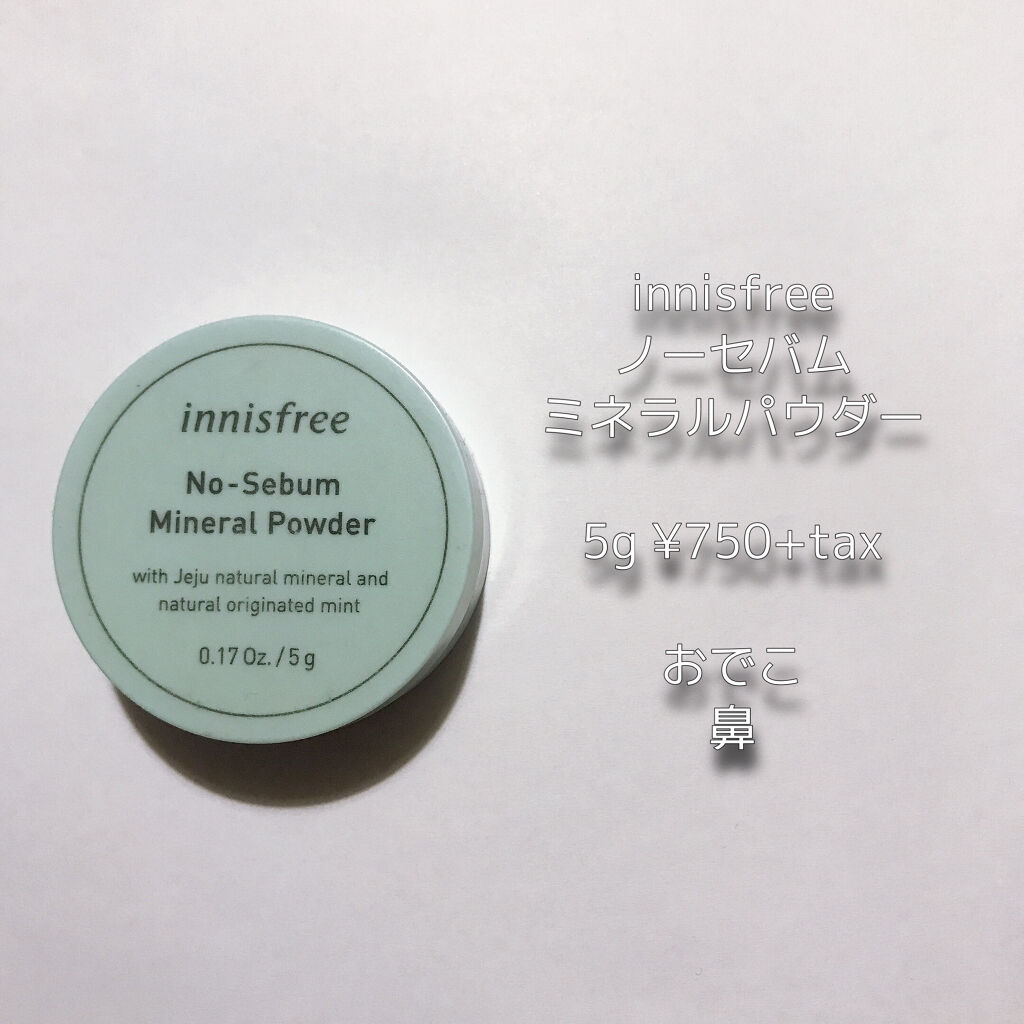 innisfree
No-Sebum
Mineral Powder
with Jeju natural mineral and
natural originated mint
0.17 Oz. / 5 g
innisfree
ノーセバム
ミネラルパウダー
5g ¥750+tax
おでこ
鼻